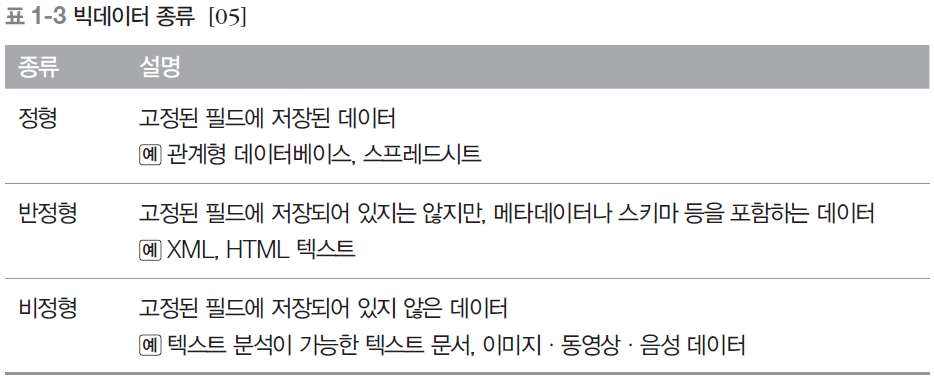 표 1-3 빅데이터 종류 [05]
종류 설명
정형 고정된 필드에 저장된 데이터
예 관계형 데이터베이스, 스프레드시트
반정형 고정된 필드에 저장되어 있지는 않지만, 메타데이터나 스키마 등을 포함하는 데이터
예 XML, HTML 텍스트
비정형 고정된 필드에 저장되어 있지 않은 데이터
예 텍스트 분석이 가능한 텍스트 문서, 이미지 · 동영상 · 음성 데이터